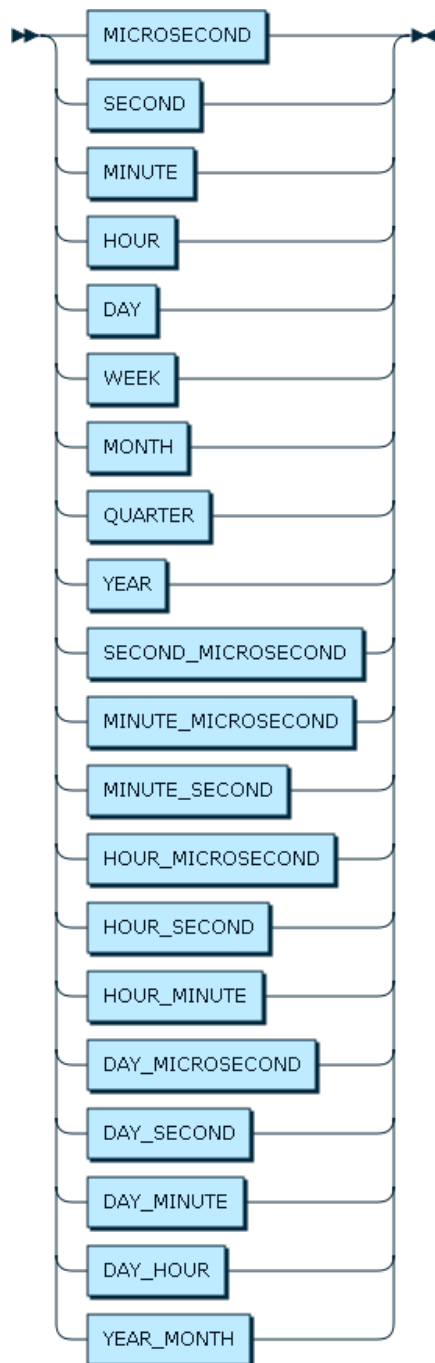 MICROSECOND
SECOND
MINUTE
HOUR
DAY
WEEK
MONTH
QUARTER
YEAR
SECOND_MICROSECOND
MINUTE_MICROSECOND
MINUTE_SECOND
HOUR_MICROSECOND
HOUR_SECOND
HOUR_MINUTE
DAY_MICROSECOND
DAY_SECOND
DAY_MINUTE
DAY_HOUR
YEAR_MONTH